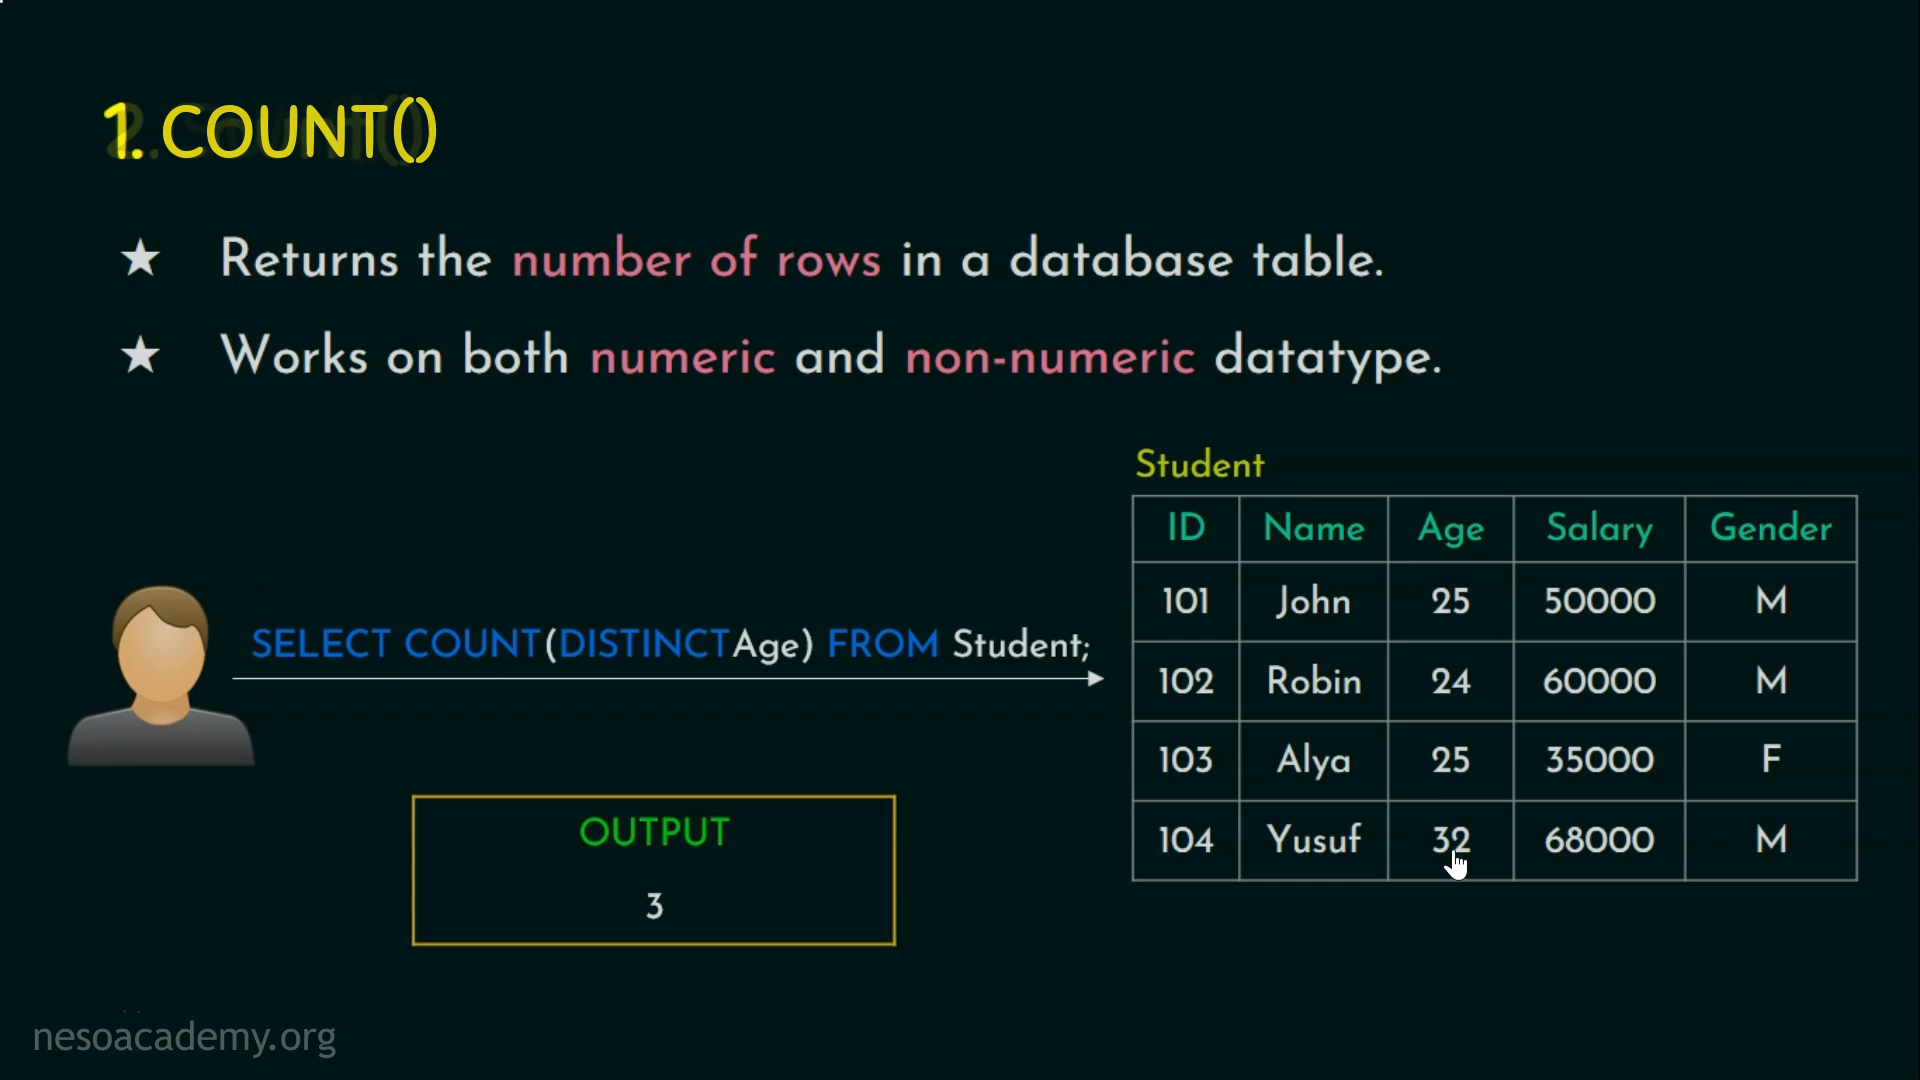 1. COUNT()
★ Returns the number of rows in a database table.
★ Works on both numeric and non-numeric datatype.
Student
ID Name Age Salary Gender
101 John 25 50000 M
102 Robin 24 60000 M
103 Alya 25 35000 F
104 Yusuf 32 68000 M
SELECT COUNT(DISTINCTAge) FROM Student;
OUTPUT
3
nesoacademy.org